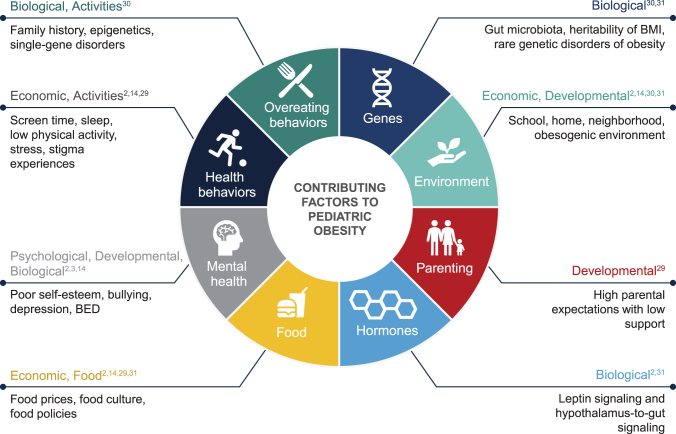 Biological, Activities30
Family history, epigenetics,
single-gene disorders
Economic, Activities2,14,29
Screen time, sleep,
low physical activity,
stress, stigma
experiences
Psychological, Developmental,
Biological2,3,14
Poor self-esteem, bullying,
depression, BED
Economic, Food2,14,29,31
Food prices, food culture,
food policies
Overeating
behaviors
Genes
Health
behaviors
Environment
CONTRIBUTING
FACTORS TO
PEDIATRIC
OBESITY
Mental
health
Parenting
Food
Hormones
Biological30,31
Gut microbiota, heritability of BMI,
rare genetic disorders of obesity
Economic, Developmental2,14,30,31
School, home, neighborhood,
obesogenic environment
Developmental29
High parental
expectations with low
support
Biological2,31
Leptin signaling and
hypothalamus-to-gut
signaling